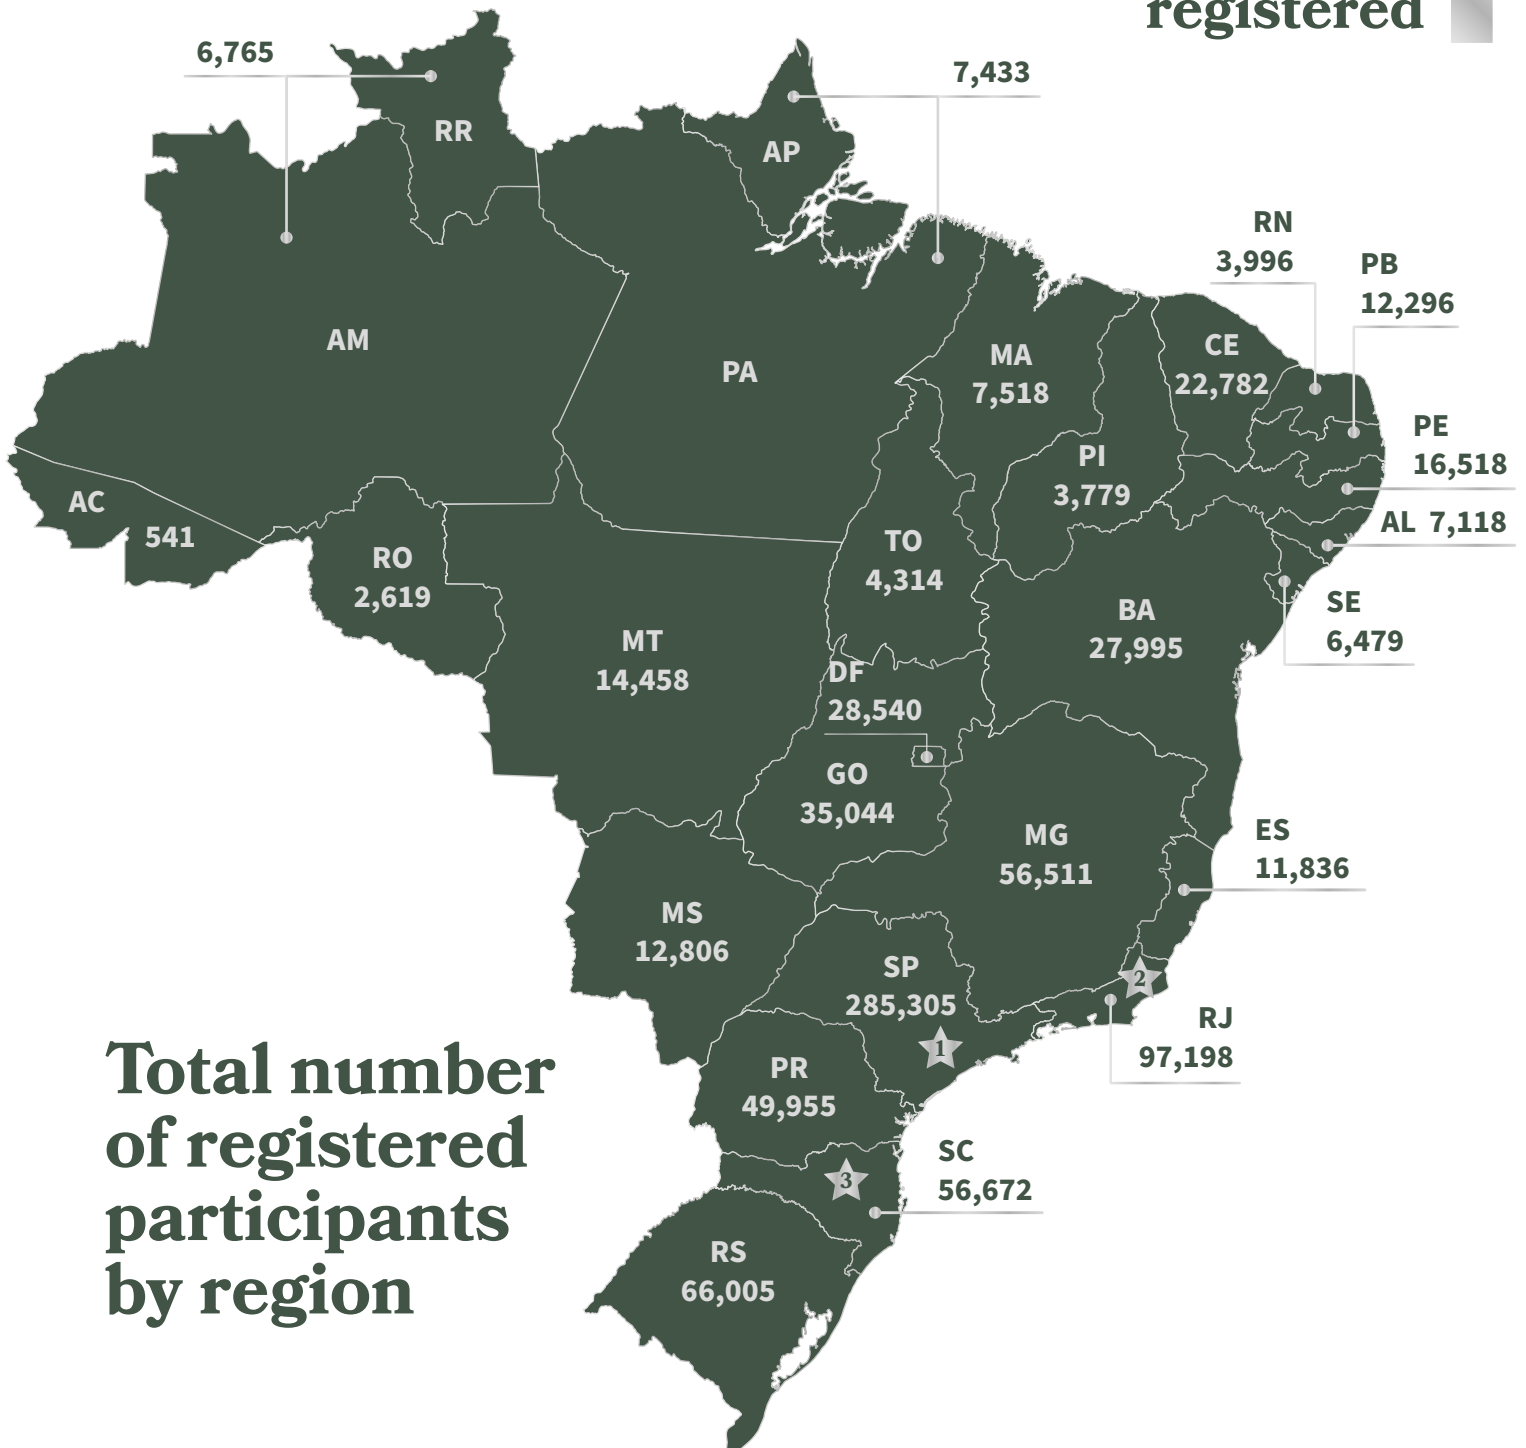 registered
6,765
7,433
RR
AP
RN
3,996
PB
12,296
AM
PA
MA
7,518
CE
22,782
PE
16,518
PI
3,779
AC
541
AL 7,118
RO
2,619
TO
4,314
BA
27,995
SE
6,479
MT
14,458
DF
28,540
GO
35,044
MG
56,511
ES
11,836
MS
12,806
SP
285,305
2
1
RJ
97,198
PR
49,955
SC
56,672
3
RS
66,005
Total number
of registered
participants
by region